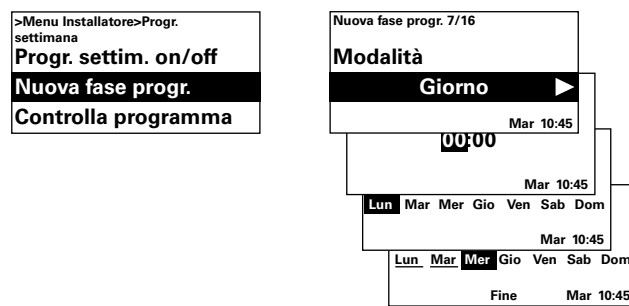 >Menu Installatore>Progr.
settimana
Progr. settim. on/off
Nuova fase progr.
Controlla programma
Nuova fase progr. 7/16
Modalità
Giorno
Mar 10:45
00:00
Mar 10:45
Lun Mar Mer Gio Ven Sab Dom
Mar 10:45
Lun Mar Mer Gio Ven Sab Dom
Fine Mar 10:45